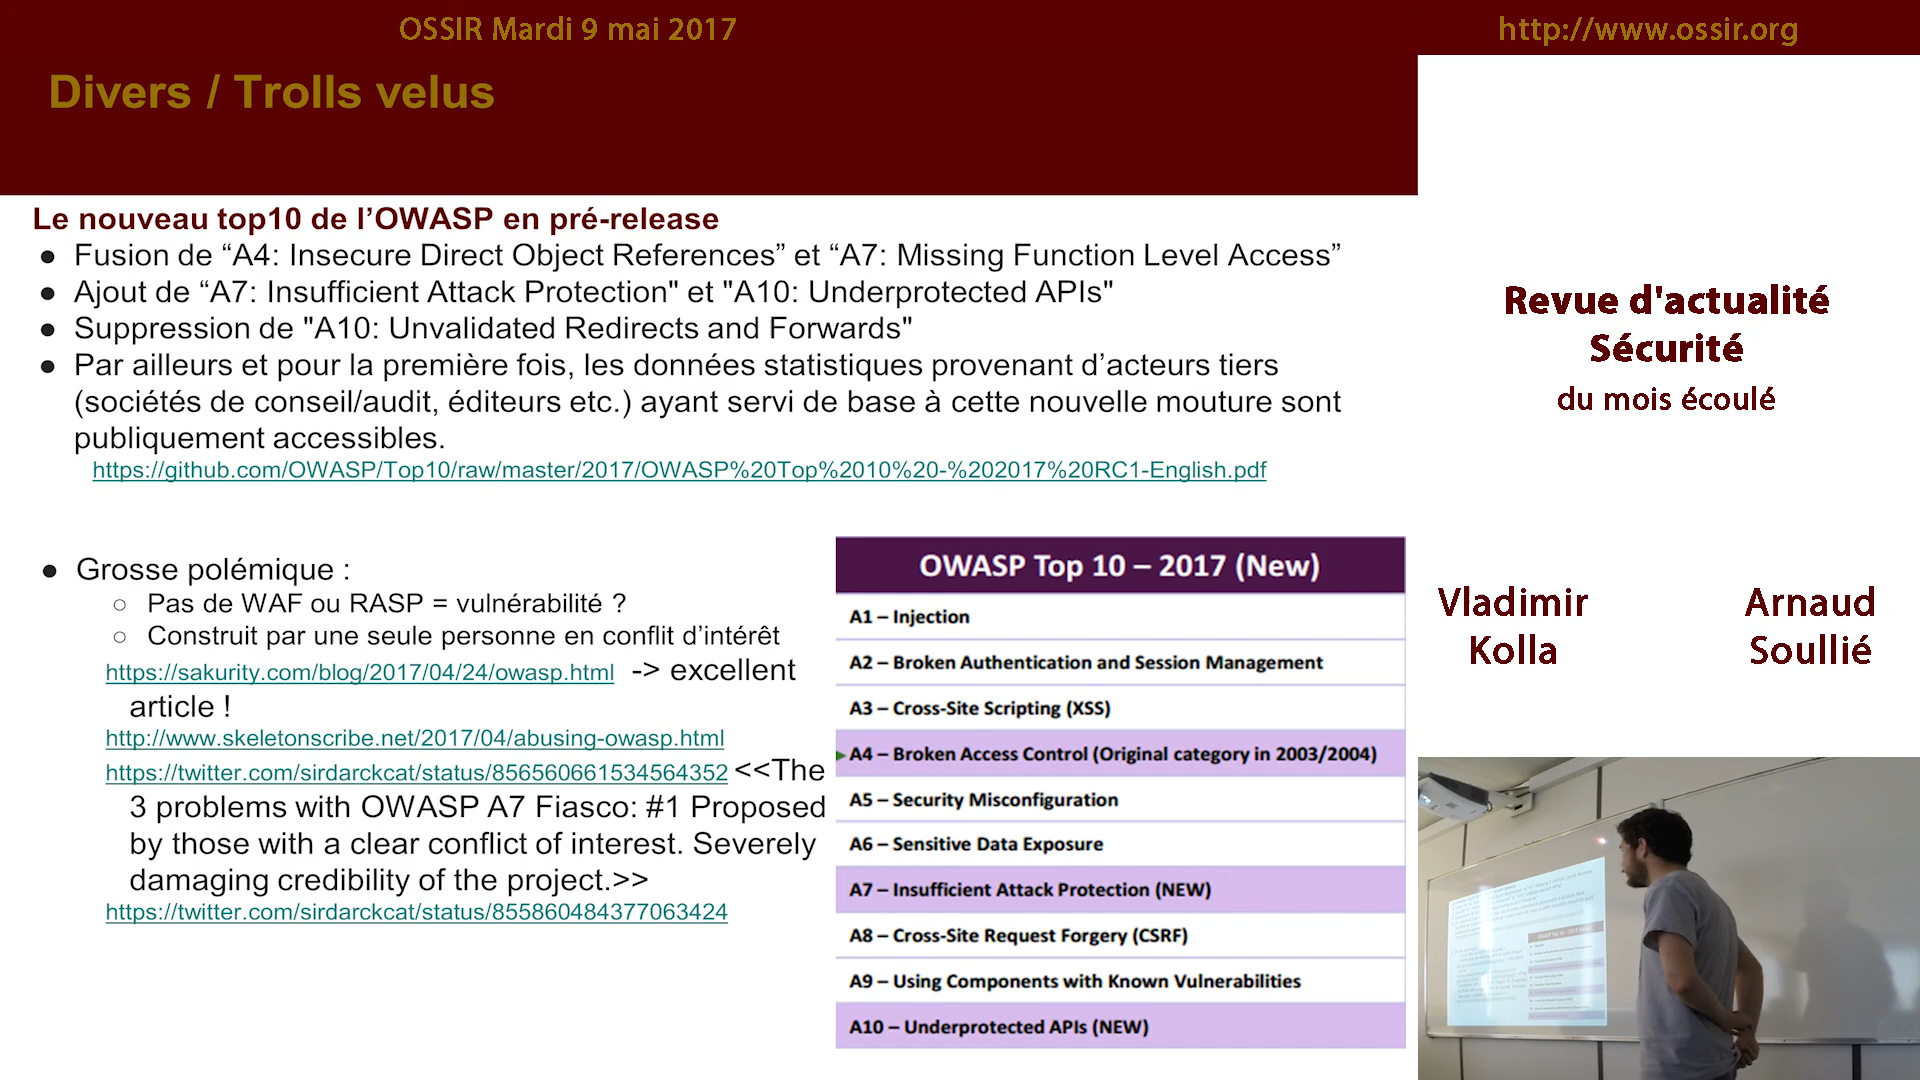 OSSIR Mardi 9 mai 2017
http://www.ossir.org
Divers / Trolls velus
Le nouveau top10 de l’OWASP en pré-release
● Fusion de “A4: Insecure Direct Object References” et “A7: Missing Function Level Access”
● Ajout de “A7: Insufficient Attack Protection" et "A10: Underprotected APIs"
● Suppression de "A10: Unvalidated Redirects and Forwards"
● Par ailleurs et pour la première fois, les données statistiques provenant d’acteurs tiers
(sociétés de conseil/audit, éditeurs etc.) ayant servi de base à cette nouvelle mouture sont
publiquement accessibles.
https://github.com/OWASP/Top10/raw/master/2017/OWASP%20Top%2010%20-%202017%20RC1-English.pdf
● Grosse polémique :
○ Pas de WAF ou RASP = vulnérabilité ?
○ Construit par une seule personne en conflit d’intérêt
https://sakurity.com/blog/2017/04/24/owasp.html -> excellent
article !
http://www.skeletonscribe.net/2017/04/abusing-owasp.html
https://twitter.com/sirdarckcat/status/856560661534564352 <<The
3 problems with OWASP A7 Fiasco: #1 Proposed
by those with a clear conflict of interest. Severely
damaging credibility of the project.>>
https://twitter.com/sirdarckcat/status/855860484377063424
OWASP Top 10 – 2017 (New)
A1 – Injection
A2 – Broken Authentication and Session Management
A3 – Cross-Site Scripting (XSS)
A4 – Broken Access Control (Original category in 2003/2004)
A5 – Security Misconfiguration
A6 – Sensitive Data Exposure
A7 – Insufficient Attack Protection (NEW)
A8 – Cross-Site Request Forgery (CSRF)
A9 – Using Components with Known Vulnerabilities
A10 – Underprotected APIs (NEW)
Revue d'actualité
Sécurité
du mois écoulé
Vladimir
Kolla
Arnaud
Soullié